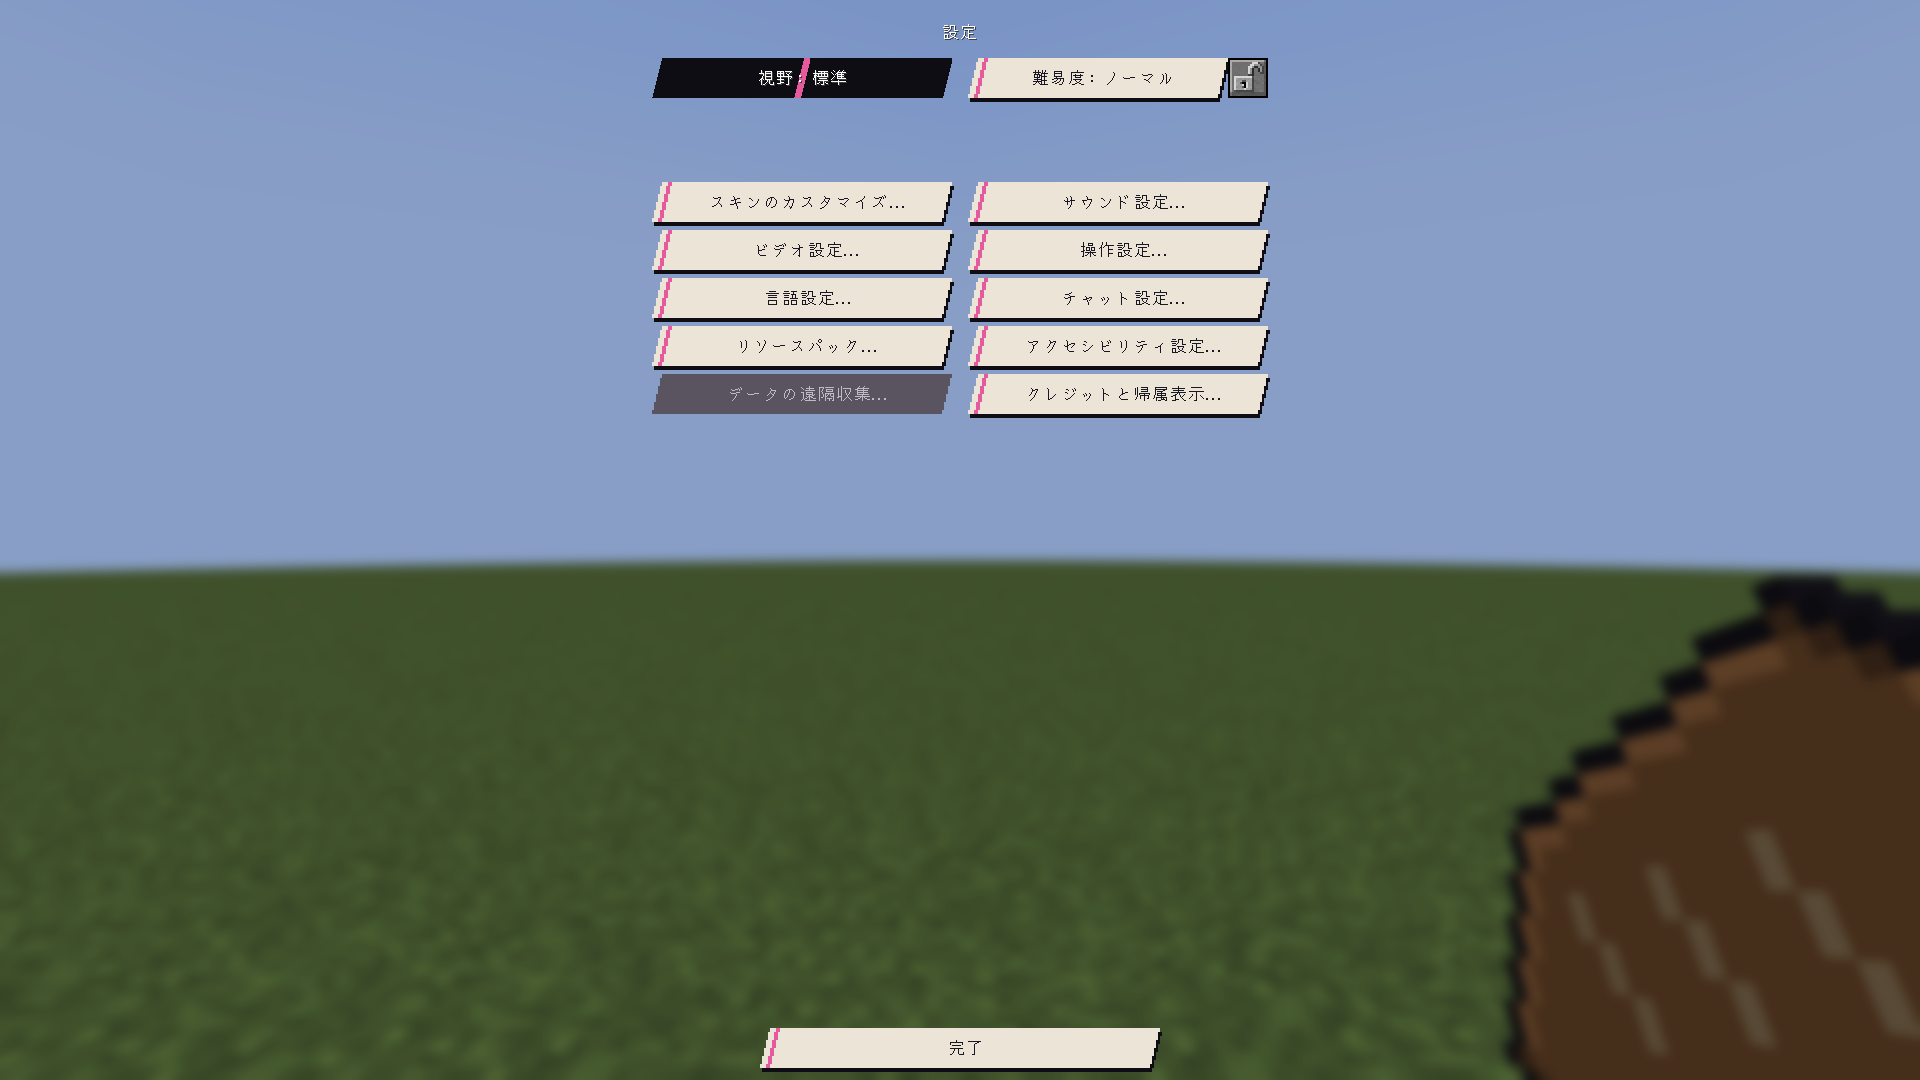 設定
視野: 標準
難易度: ノーマル
スキンのカスタマイズ...
サウンド設定...
ビデオ設定...
操作設定...
言語設定...
チャット設定...
リソースパック...
アクセシビリティ設定...
データの遠隔収集...
クレジットと帰属表示...
完了